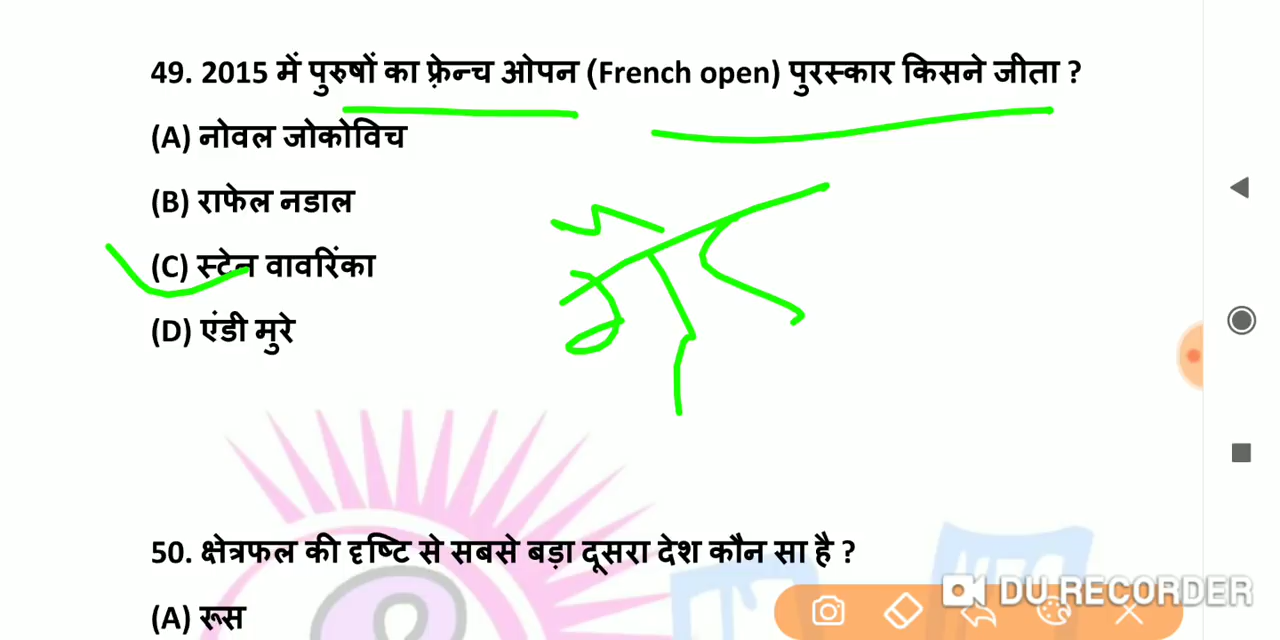 49. 2015 में पुरुषों का फ़्रेन्च ओपन (French open) पुरस्कार किसने जीता ?
(A) नोवल जोकोविच
(B) राफेल नडाल
(C) स्टेन वावरिंका
(D) एंडी मुरे
50. क्षेत्रफल की दृष्टि से सबसे बड़ा दूसरा देश कौन सा है ?
(A) रूस
DU RECORDER